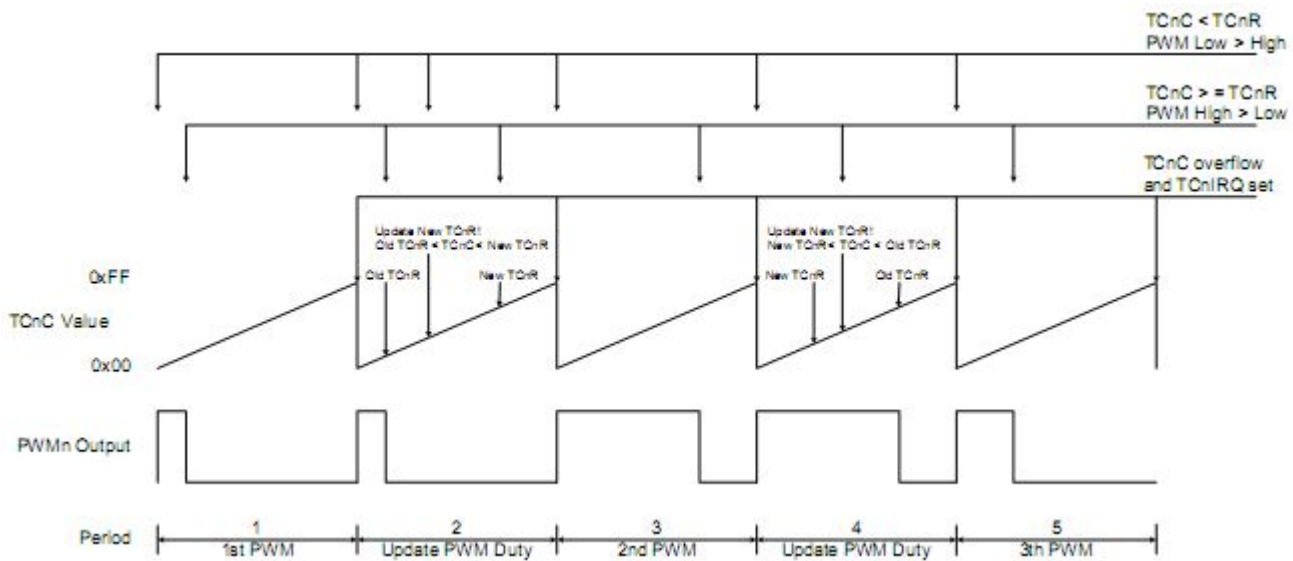 TCnC < TCnR
PWM Low > High
TCnC > = TCnR
PWM High > Low
TCnC overflow
and TCnIRQ set
Update New TCnR!
Old TCnR < TCnC < New TCnR
Update New TCnR!
New TCnR < TCnC < Old TCnR
Old TCnR
New TCnR
New TCnR
Old TCnR
0xFF
TCnC Value
0x00
PWMn Output
Period
1
2
3
4
5
1st PWM
Update PWM Duty
2nd PWM
Update PWM Duty
3th PWM